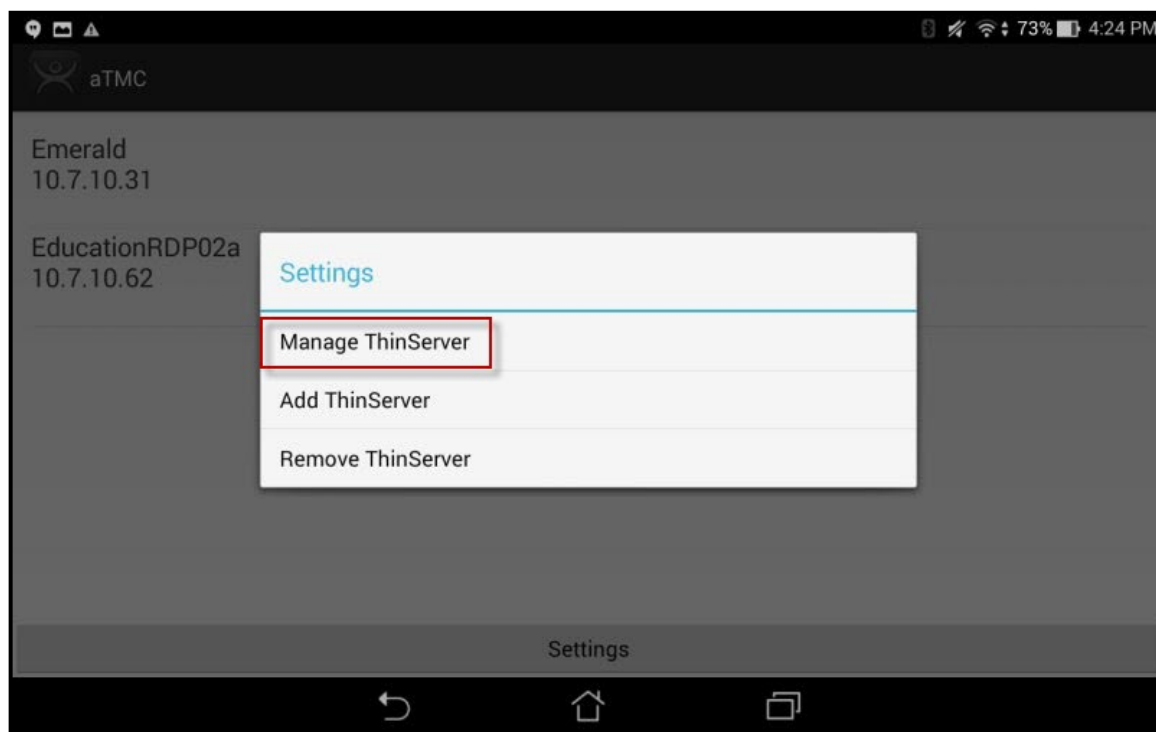 73% 4:24 PM
aTMC
Emerald
10.7.10.31
EducationRDP02a
10.7.10.62
Settings
Manage ThinServer
Add ThinServer
Remove ThinServer
Settings